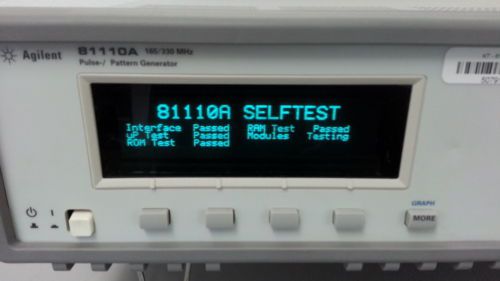 Agilent 81110A 165/330 MHz
Pulse-/ Pattern Generator
81110A SELFTEST
Interface Passed RAM Test Passed
uP Test Passed Modules Testing
ROM Test Passed
GRAPH
MORE